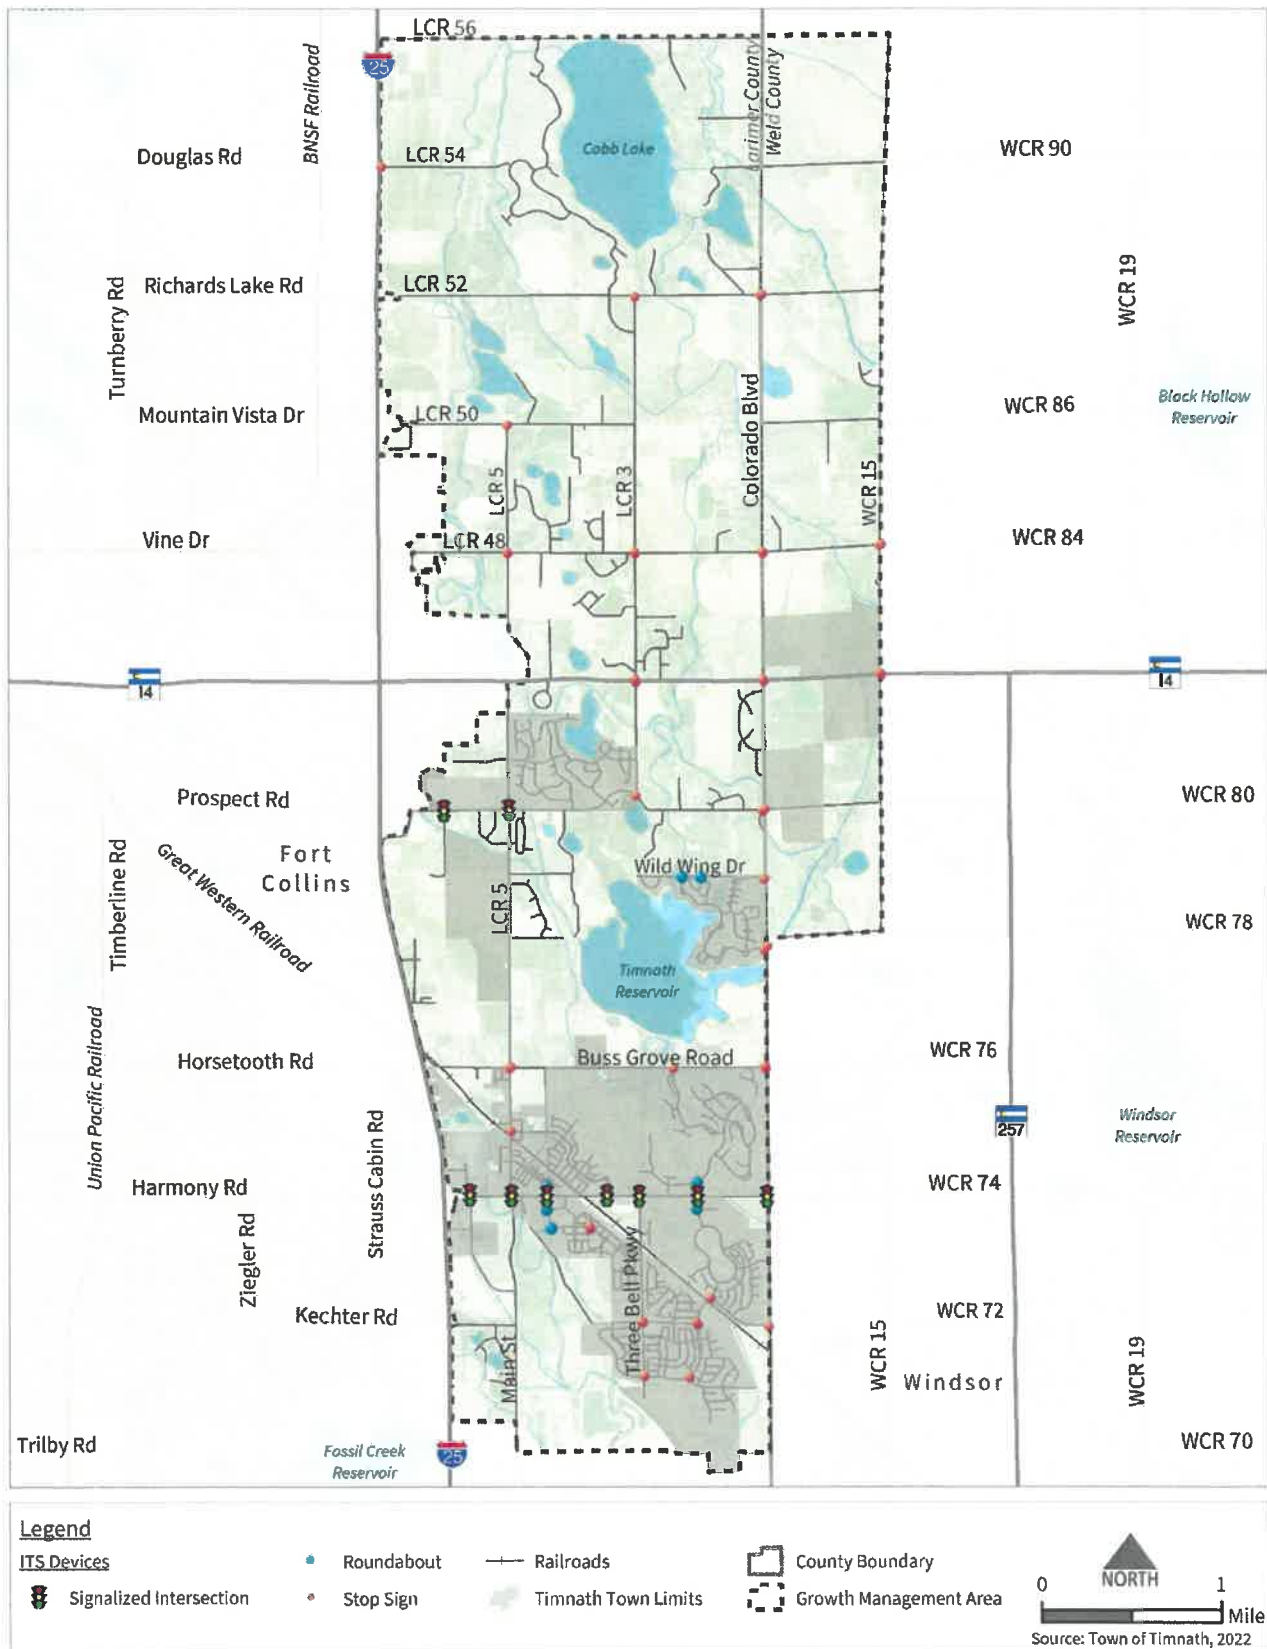 LCR 56
25
BNSF Railroad
Larimer County
Weld County
Cobb Lake
Douglas Rd
LCR 54
WCR 90
Richards Lake Rd
LCR 52
WCR 19
Turnberry Rd
Mountain Vista Dr
LCR 50
Colorado Blvd
WCR 86
Black Hollow
Reservoir
LCR 5
LCR 3
WCR 15
Vine Dr
LCR 48
WCR 84
14
14
Prospect Rd
WCR 80
Timberline Rd
Great Western Railroad
Fort
Collins
Wild Wing Dr
LCR 5
WCR 78
Timnath
Reservoir
Union Pacific Railroad
Horsetooth Rd
Buss Grove Road
WCR 76
Strauss Cabin Rd
257
Windsor
Reservoir
Harmony Rd
WCR 74
Ziegler Rd
Three Bell Pkwy
Kechter Rd
WCR 72
Main St
WCR 15
Windsor
WCR 19
Trilby Rd
Fossil Creek
Reservoir
25
WCR 70
Legend
ITS Devices
Signalized Intersection
Roundabout
Stop Sign
Railroads
Timnath Town Limits
County Boundary
Growth Management Area
NORTH
0 1
Mile
Source: Town of Timnath, 2022